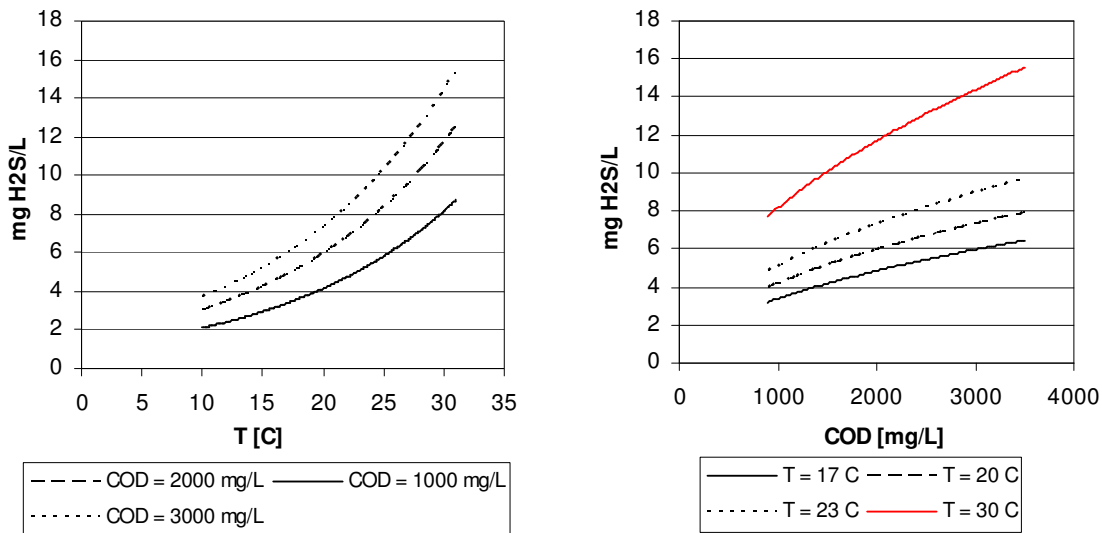 18
16
14
12
10
8
6
4
2
0
mg H2S/L
0 5 10 15 20 25 30 35
T [C]
COD = 2000 mg/L COD = 1000 mg/L
COD = 3000 mg/L
18
16
14
12
10
8
6
4
2
0
mg H2S/L
0 1000 2000 3000 4000
COD [mg/L]
T = 17 C T = 20 C
T = 23 C T = 30 C